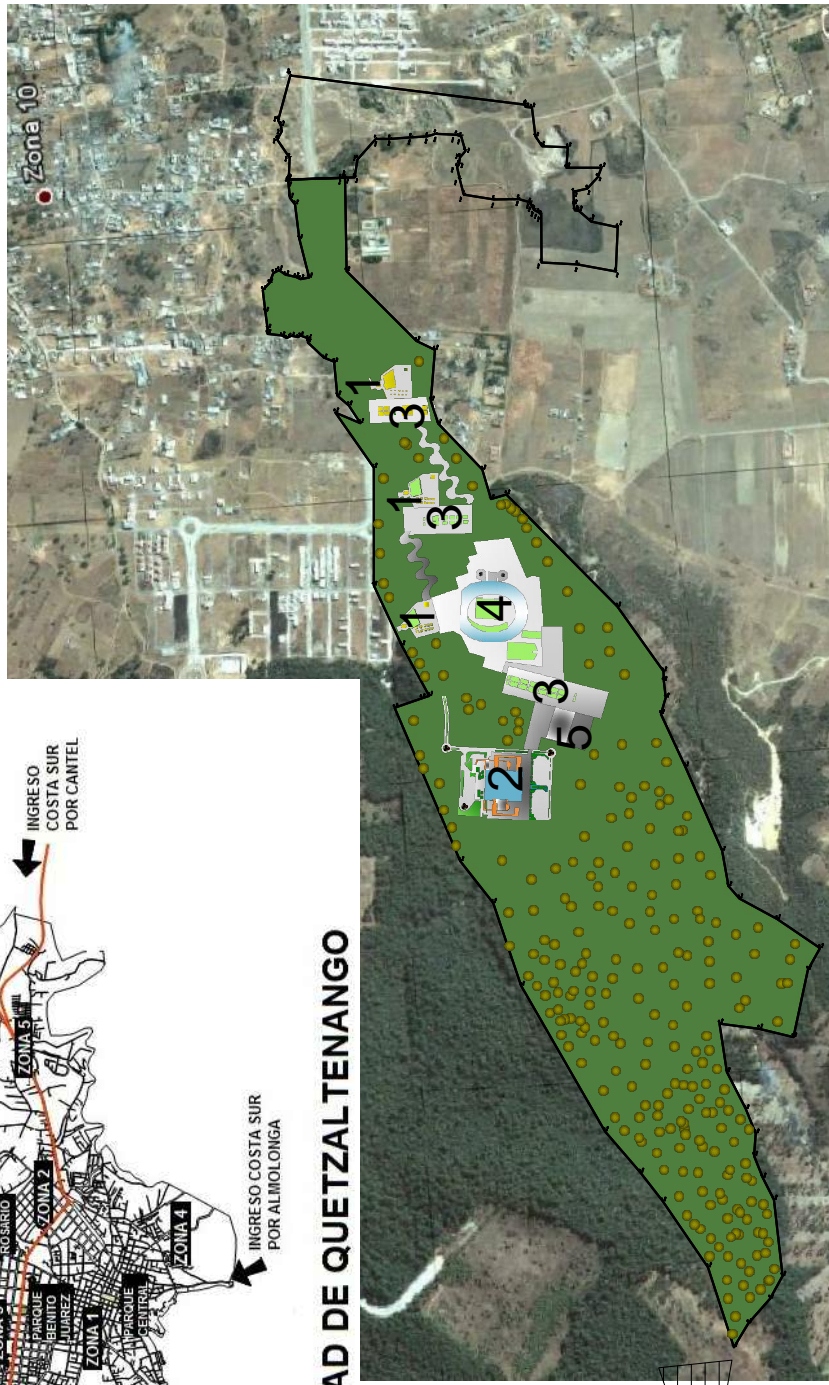 Zona 10
1
3
1
3
1
4
3
5
2
INGRESO
COSTA SUR
POR CANTEL
ZONA 5
ZONA 2
ROSARIO
ZONA 4
PARQUE
BENITO
JUAREZ
PARQUE
CENTRAL
ZONA 1
INGRESO COSTA SUR
POR ALMOLONGA
AD DE QUETZALTENANGO